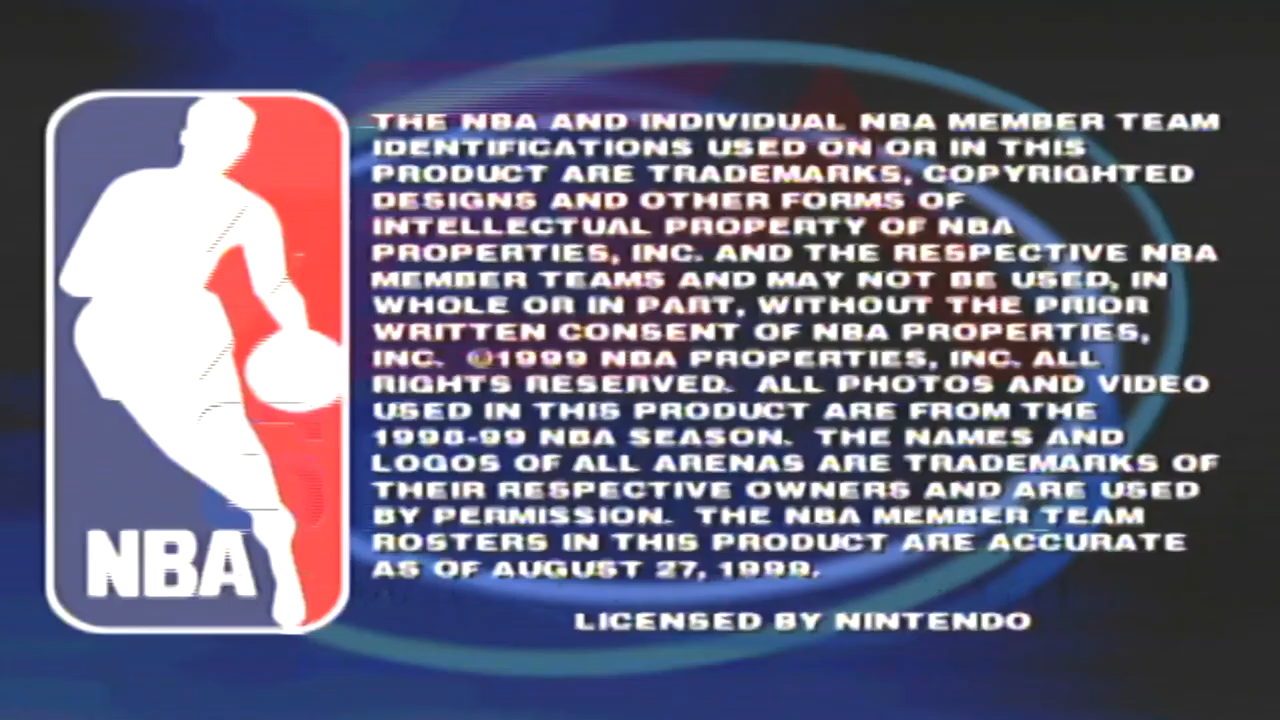 THE NBA AND INDIVIDUAL NBA MEMBER TEAM
IDENTIFICATIONS USED ON OR IN THIS
PRODUCT ARE TRADEMARKS, COPYRIGHTED
DESIGNS AND OTHER FORMS OF
INTELLECTUAL PROPERTY OF NBA
PROPERTIES, INC. AND THE RESPECTIVE NBA
MEMBER TEAMS AND MAY NOT BE USED, IN
WHOLE OR IN PART, WITHOUT THE PRIOR
WRITTEN CONSENT OF NBA PROPERTIES,
INC.  ©1999 NBA PROPERTIES, INC. ALL
RIGHTS RESERVED.  ALL PHOTOS AND VIDEO
USED IN THIS PRODUCT ARE FROM THE
1998-99 NBA SEASON.  THE NAMES AND
LOGOS OF ALL ARENAS ARE TRADEMARKS OF
THEIR RESPECTIVE OWNERS AND ARE USED
BY PERMISSION.  THE NBA MEMBER TEAM
ROSTERS IN THIS PRODUCT ARE ACCURATE
AS OF AUGUST 27, 1999.
LICENSED BY NINTENDO
NBA